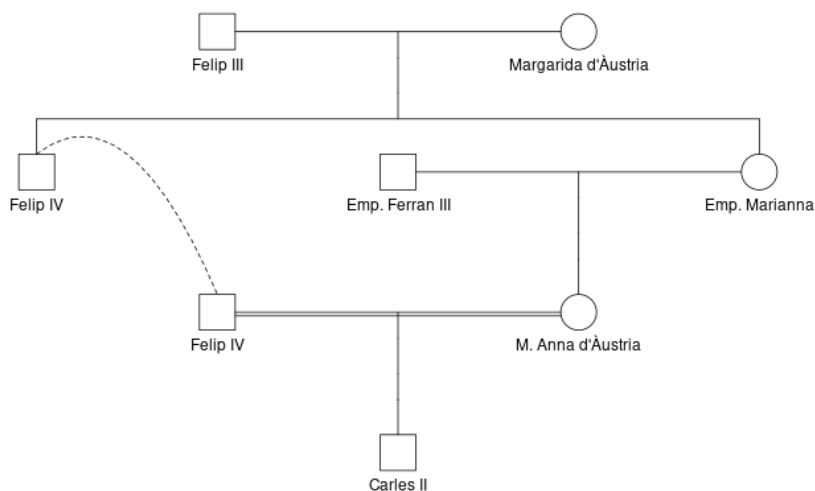 Felip III
Margarida d'Àustria
Felip IV
Emp. Ferran III
Emp. Marianna
Felip IV
M. Anna d'Àustria
Carles II